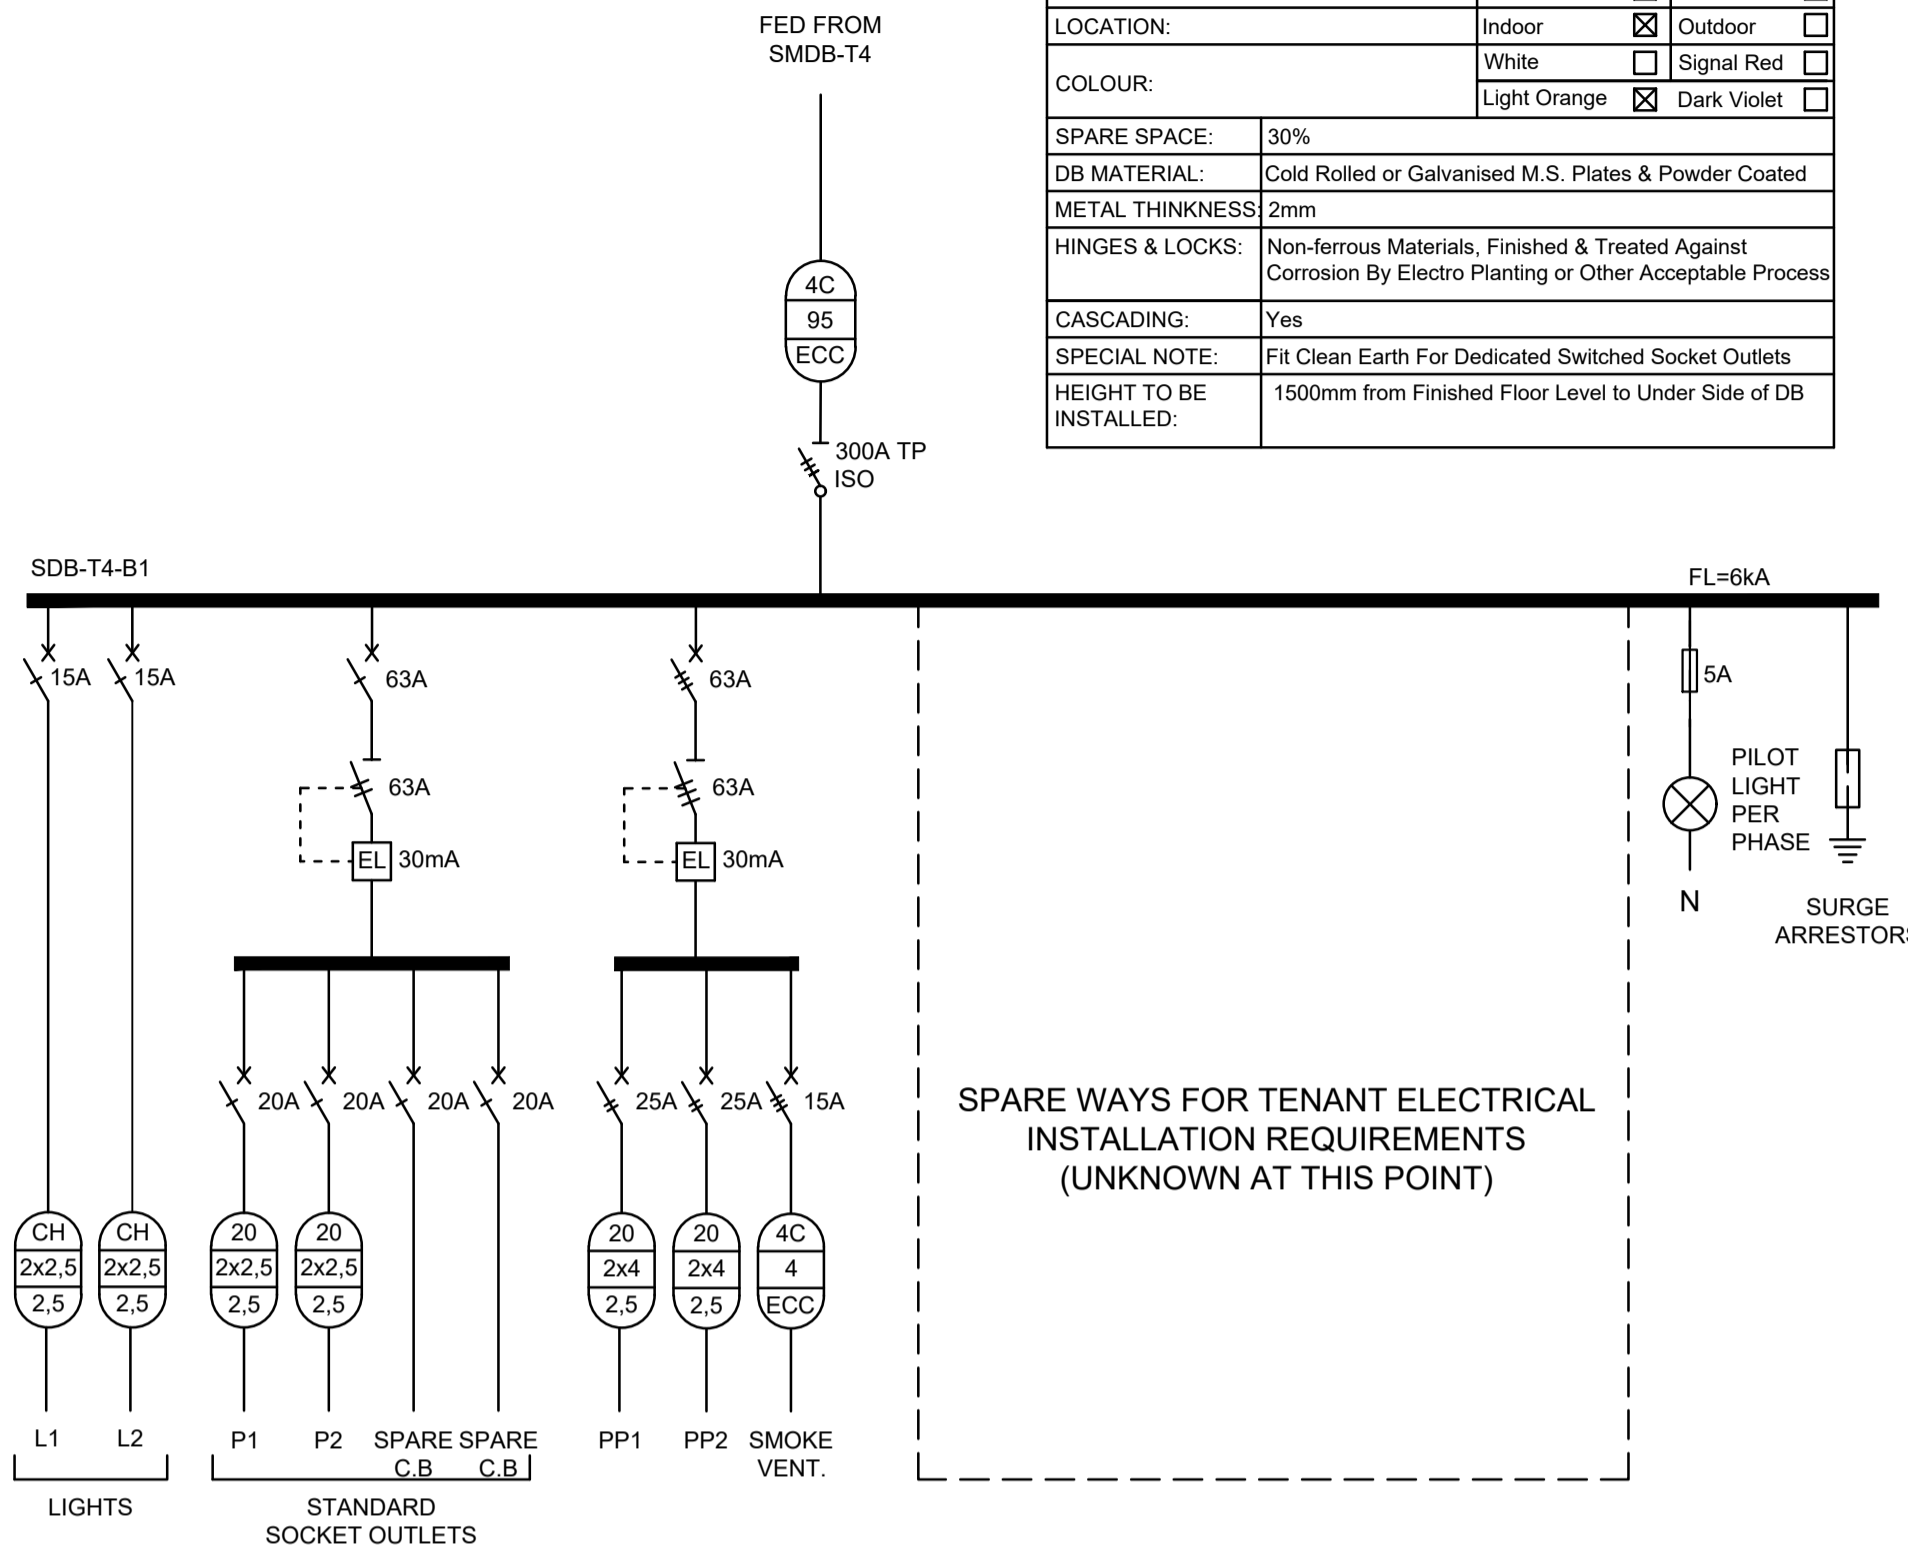 FED FROM
SMDB-T4
LOCATION:
Indoor
Outdoor
COLOUR:
White
Signal Red
Light Orange
Dark Violet
SPARE SPACE:
30%
DB MATERIAL:
Cold Rolled or Galvanised M.S. Plates & Powder Coated
METAL THINKNESS:
2mm
HINGES & LOCKS:
Non-ferrous Materials, Finished & Treated Against
Corrosion By Electro Planting or Other Acceptable Process
CASCADING:
Yes
SPECIAL NOTE:
Fit Clean Earth For Dedicated Switched Socket Outlets
HEIGHT TO BE
INSTALLED:
1500mm from Finished Floor Level to Under Side of DB
4C
95
ECC
300A TP
ISO
SDB-T4-B1
FL=6kA
15A
15A
63A
63A
5A
63A
63A
EL
30mA
EL
30mA
PILOT
LIGHT
PER
PHASE
N
SURGE
ARRESTORS
20A
20A
20A
20A
25A
25A
15A
SPARE WAYS FOR TENANT ELECTRICAL
INSTALLATION REQUIREMENTS
(UNKNOWN AT THIS POINT)
CH
2x2,5
2,5
CH
2x2,5
2,5
20
2x2,5
2,5
20
2x2,5
2,5
20
2x4
2,5
20
2x4
2,5
4C
4
ECC
L1
L2
P1
P2
SPARE
C.B
SPARE
C.B
PP1
PP2
SMOKE
VENT.
LIGHTS
STANDARD
SOCKET OUTLETS